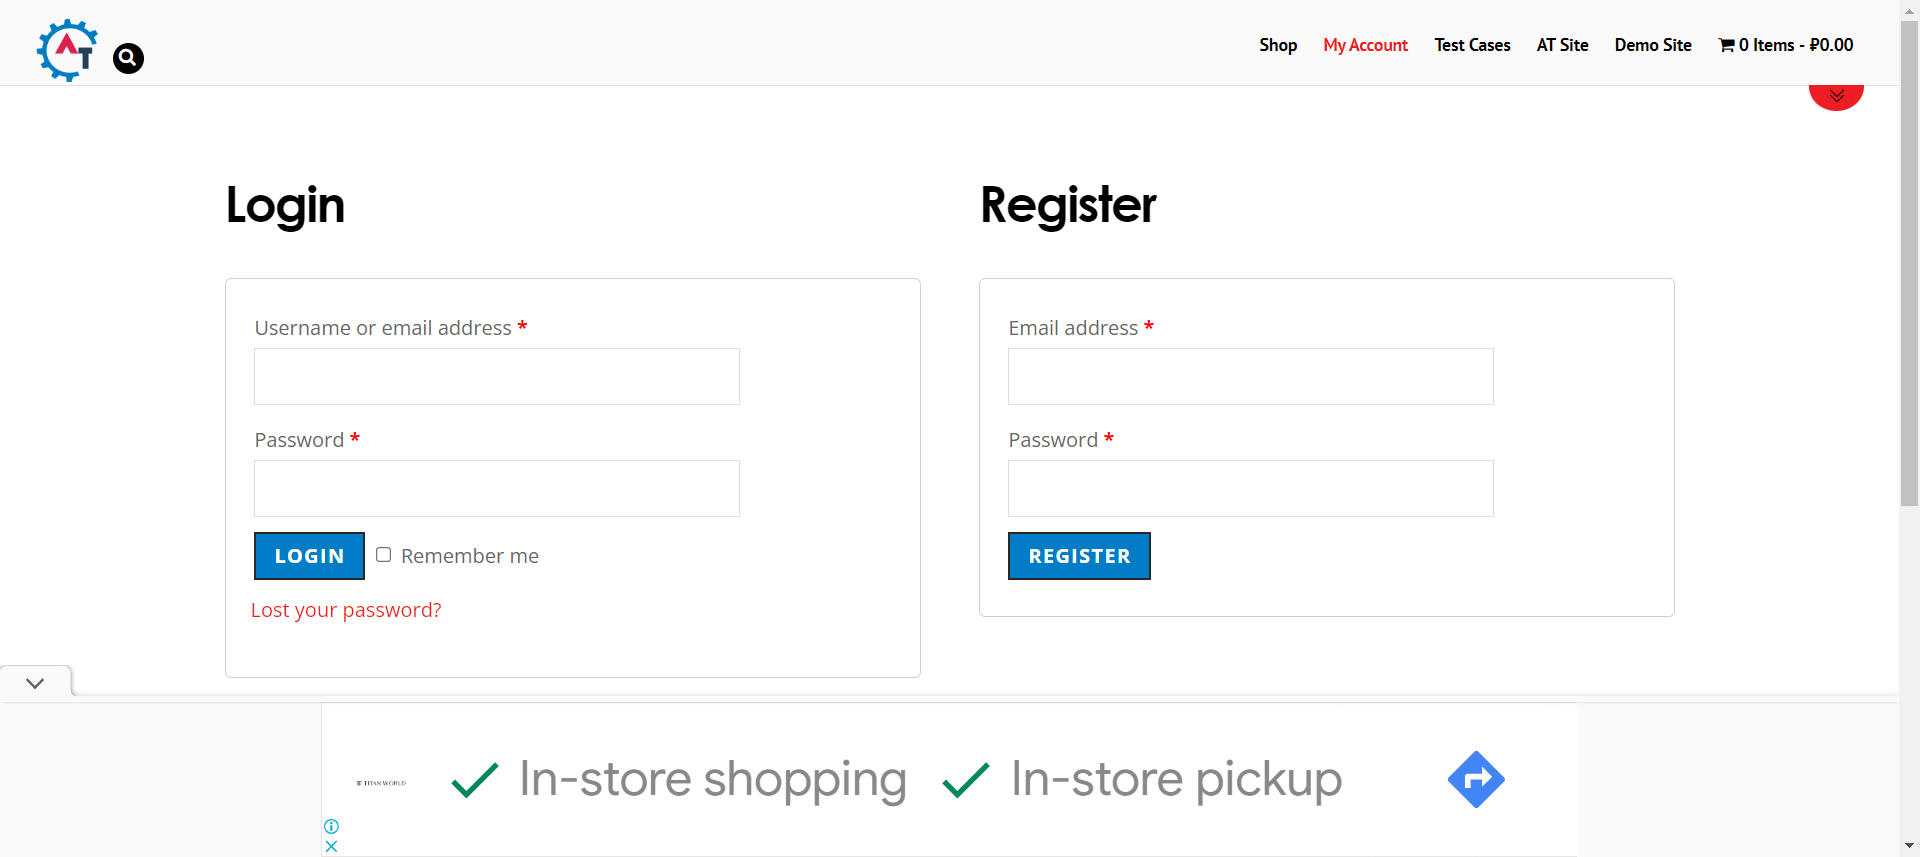 AT
Shop My Account Test Cases AT Site Demo Site 0 Items - ₽0.00
Login
Register
Username or email address *
Password *
LOGIN Remember me
Lost your password?
Email address *
Password *
REGISTER
TITAN WORLD
In-store shopping In-store pickup